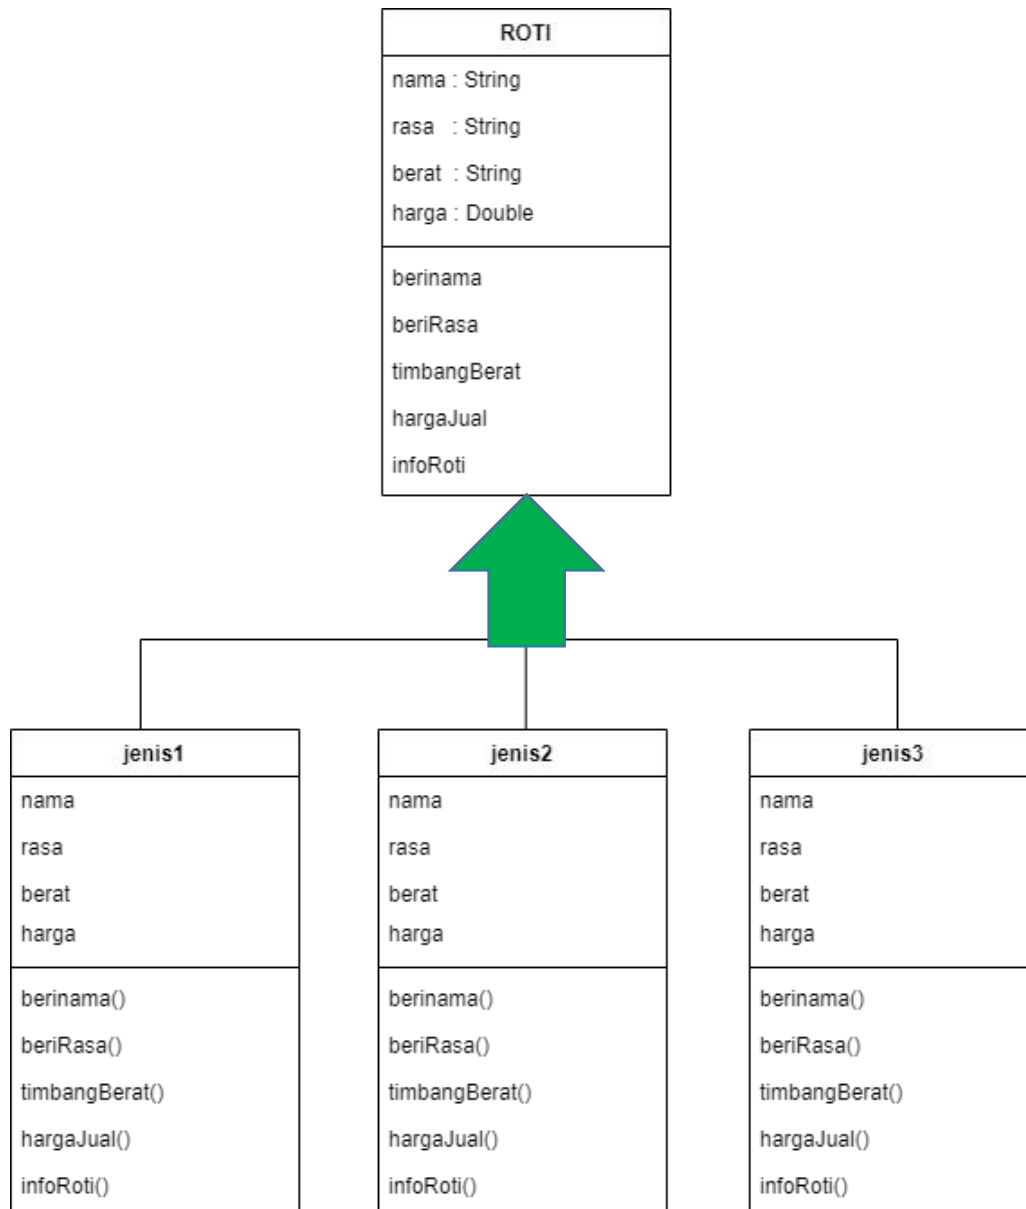 ROTI
nama : String
rasa : String
berat : String
harga : Double
berinama
beriRasa
timbangBerat
hargaJual
infoRoti
jenis1
nama
rasa
berat
harga
berinama()
beriRasa()
timbangBerat()
hargaJual()
infoRoti()
jenis2
nama
rasa
berat
harga
berinama()
beriRasa()
timbangBerat()
hargaJual()
infoRoti()
jenis3
nama
rasa
berat
harga
berinama()
beriRasa()
timbangBerat()
hargaJual()
infoRoti()